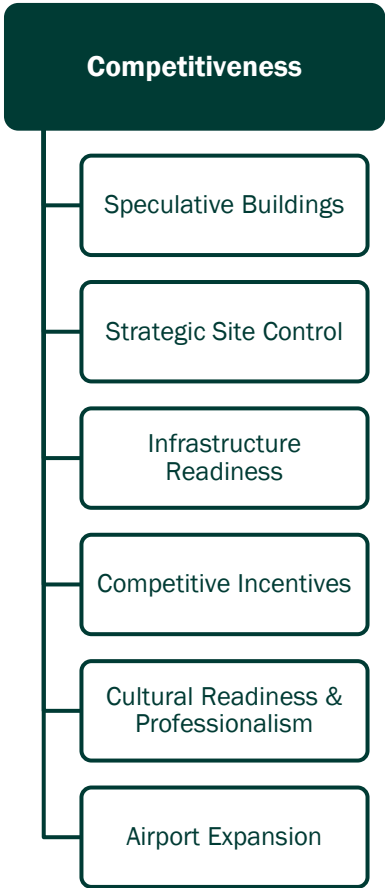 Competitiveness
Speculative Buildings
Strategic Site Control
Infrastructure
Readiness
Competitive Incentives
Cultural Readiness &
Professionalism
Airport Expansion